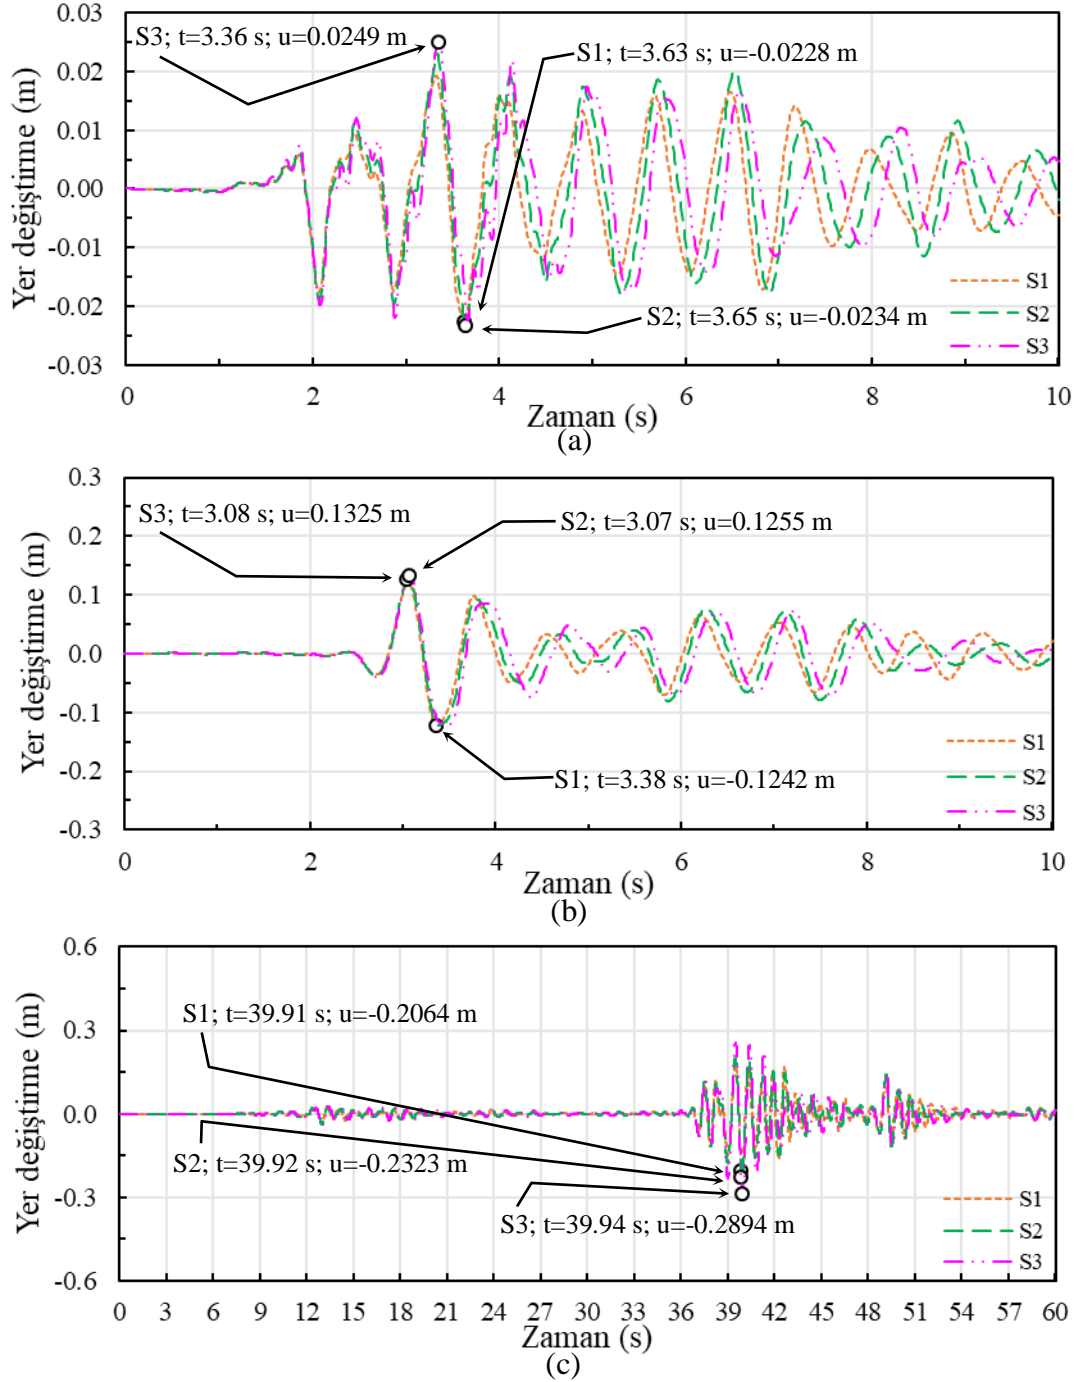 0.03
S3; t=3.36 s; u=0.0249 m
S1; t=3.63 s; u=-0.0228 m
0.02
0.01
0.00
-0.01
-0.02
-0.03
Yer değiştirme (m)
S2; t=3.65 s; u=-0.0234 m
S1
S2
S3
0 2 4 6 8 10
Zaman (s)
(a)
0.3
S3; t=3.08 s; u=0.1325 m
S2; t=3.07 s; u=0.1255 m
0.2
0.1
0.0
-0.1
-0.2
-0.3
Yer değiştirme (m)
S1; t=3.38 s; u=-0.1242 m
S1
S2
S3
0 2 4 6 8 10
Zaman (s)
(b)
0.6
S1; t=39.91 s; u=-0.2064 m
0.3
0.0
-0.3
-0.6
Yer değiştirme (m)
S2; t=39.92 s; u=-0.2323 m
S3; t=39.94 s; u=-0.2894 m
S1
S2
S3
0 3 6 9 12 15 18 21 24 27 30 33 36 39 42 45 48 51 54 57 60
Zaman (s)
(c)